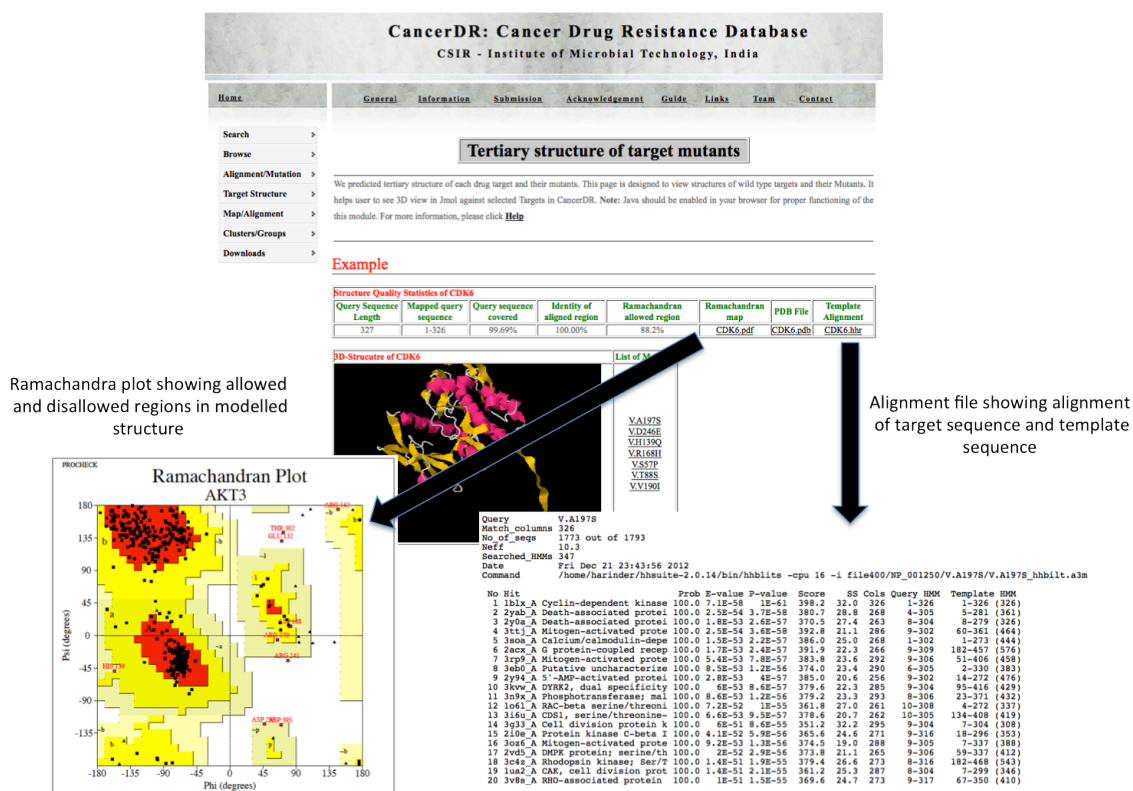 CancerDR: Cancer Drug Resistance Database
CSIR - Institute of Microbial Technology, India
Home
General Information Submission Acknowledgement Guide Links Team Contact
Search
Browse
Alignment/Mutation
Target Structure
Map/Alignment
Clusters/Groups
Downloads
Tertiary structure of target mutants
We predicted tertiary structure of each drug target and their mutants. This page is designed to view structures of wild type targets and their Mutants. It
helps user to see 3D view in Jmol against selected Targets in CancerDR. Note: Java should be enabled in your browser for proper functioning of the
this module. For more information, please click Help
Example
Structure Quality Statistics of CDK6
Query Sequence Length Mapped query sequence Query sequence covered Identity of aligned region Ramachandran allowed region Ramachandran map PDB File Template Alignment
327 1-326 99.69% 100.00% 88.2% CDK6.pdf CDK6.pdb CDK6.hhr
3D-Strucutre of CDK6
List of M
V.A197S
V.D246E
V.H139Q
V.R168H
V.S57P
V.T88S
V.V190I
Ramachandra plot showing allowed
and disallowed regions in modelled
structure
Alignment file showing alignment
of target sequence and template
sequence
PROCHECK
Ramachandran Plot
AKT3
180
135
90
45
0
-45
-90
-135
-180 -135 -90 -45 0 45 90 135 180
Psi (degrees)
Phi (degrees)
ARG 143
THR 302
GLU 132
ARG 241
HIS 139
Query V.A197S
Match_columns 326
No_of_seqs 1773 out of 1793
Neff 10.3
Searched_HMMs 347
Date Fri Dec 21 23:43:56 2012
Command /home/harinder/hhsuite-2.0.14/bin/hhblits -cpu 16 -i file400/NP_001250/V.A197S/V.A197S_hhbilt.a3m
No Hit Prob E-value P-value Score SS Cols Query HMM Template HMM
1 1blx_A Cyclin-dependent kinase 100.0 7.1E-58 1E-61 398.2 32.0 326 1-326 1-326 (326)
2 2yab_A Death-associated protei 100.0 2.5E-54 3.7E-58 380.7 28.8 268 4-305 5-281 (361)
3 2y0a_A Death-associated protei 100.0 1.8E-53 2.6E-57 370.5 27.4 263 8-304 8-279 (326)
4 3ttj_A Mitogen-activated prote 100.0 2.5E-54 3.6E-58 392.8 21.1 286 9-302 60-361 (464)
5 3soa_A Calcium/calmodulin-depe 100.0 1.5E-53 2.2E-57 386.0 25.0 268 1-302 1-273 (444)
6 2acx_A G protein-coupled recep 100.0 1.7E-53 2.4E-57 391.9 22.3 266 9-309 182-457 (576)
7 3rp9_A Mitogen-activated prote 100.0 5.4E-53 7.8E-57 383.8 23.6 292 9-306 51-406 (458)
8 3eb0_A Putative uncharacterize 100.0 8.5E-53 1.2E-56 374.0 23.4 290 6-305 2-330 (383)
9 2y94_A 5'-AMP-activated protei 100.0 2.8E-53 4E-57 385.0 20.6 256 9-302 14-272 (476)
10 3kvw_A DYRK2, dual specificity 100.0 6E-53 8.6E-57 379.6 22.3 285 9-304 95-416 (429)
11 3n9x_A Phosphotransferase; mal 100.0 8.6E-53 1.2E-56 379.2 23.3 293 8-306 23-371 (432)
12 1o6l_A RAC-beta serine/threoni 100.0 7.2E-52 1E-55 361.8 27.0 261 10-308 4-272 (337)
13 3i6u_A CDS1, serine/threonine- 100.0 6.6E-53 9.5E-57 378.6 20.7 262 10-305 134-408 (419)
14 3g33_A Cell division protein k 100.0 6E-51 8.6E-55 351.2 32.2 295 9-304 7-304 (308)
15 2i0e_A Protein kinase C-beta I 100.0 4.1E-52 5.9E-56 365.6 24.6 271 9-316 18-296 (353)
16 3oz6_A Mitogen-activated prote 100.0 9.2E-53 1.3E-56 374.5 19.0 288 9-305 7-337 (388)
17 2vd5_A DMPK protein; serine/th 100.0 2E-52 2.9E-56 373.8 21.1 265 9-306 59-337 (412)
18 3c4z_A Rhodopsin kinase; Ser/T 100.0 1.4E-51 1.9E-55 379.4 26.6 273 8-316 182-468 (543)
19 1ua2_A CAK, cell division prot 100.0 1.4E-51 2.1E-55 361.2 25.3 287 8-304 7-299 (346)
20 3v8s_A RHO-associated protein 100.0 1E-51 1.5E-55 369.6 24.7 273 9-317 67-350 (410)